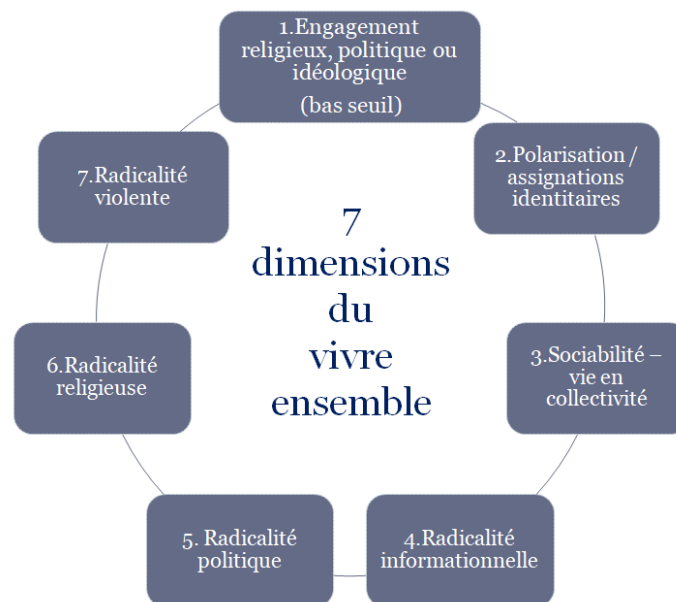 1.Engagement
religieux, politique ou
idéologique
(bas seuil)
2.Polarisation /
assignations
identitaires
3.Sociabilité –
vie en
collectivité
4.Radicalité
informationnelle
5. Radicalité
politique
6.Radicalité
religieuse
7.Radicalité
violente
7
dimensions
du
vivre
ensemble